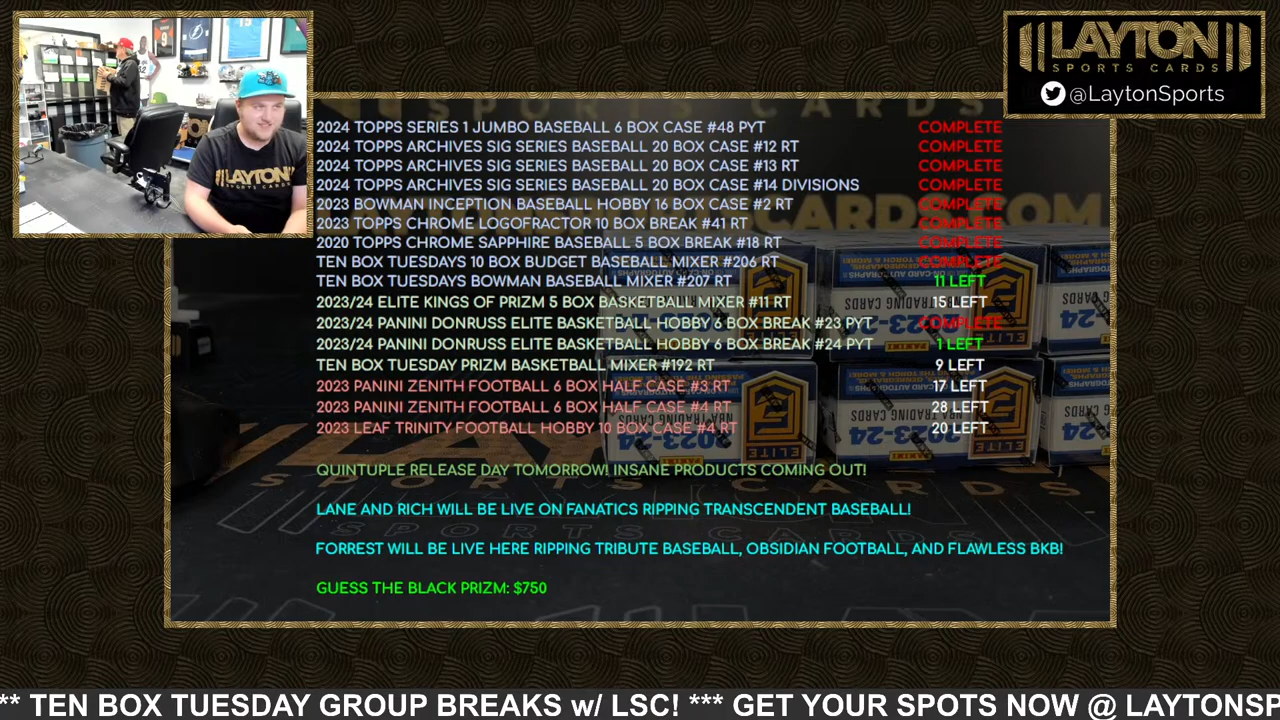 LAYTON
SPORTS CARDS
@LaytonSports
2024 TOPPS SERIES 1 JUMBO BASEBALL 6 BOX CASE #48 PYT COMPLETE
2024 TOPPS ARCHIVES SIG SERIES BASEBALL 20 BOX CASE #12 RT COMPLETE
2024 TOPPS ARCHIVES SIG SERIES BASEBALL 20 BOX CASE #13 RT COMPLETE
2024 TOPPS ARCHIVES SIG SERIES BASEBALL 20 BOX CASE #14 DIVISIONS COMPLETE
2023 BOWMAN INCEPTION BASEBALL HOBBY 16 BOX CASE #2 RT COMPLETE
2023 TOPPS CHROME LOGOFRACTOR 10 BOX BREAK #41 RT COMPLETE
2020 TOPPS CHROME SAPPHIRE BASEBALL 5 BOX BREAK #18 RT COMPLETE
TEN BOX TUESDAYS 10 BOX BUDGET BASEBALL MIXER #206 RT COMPLETE
TEN BOX TUESDAYS BOWMAN BASEBALL MIXER #207 RT 11 LEFT
2023/24 ELITE KINGS OF PRIZM 5 BOX BASKETBALL MIXER #11 RT 15 LEFT
2023/24 PANINI DONRUSS ELITE BASKETBALL HOBBY 6 BOX BREAK #23 PYT COMPLETE
2023/24 PANINI DONRUSS ELITE BASKETBALL HOBBY 6 BOX BREAK #24 PYT 1 LEFT
TEN BOX TUESDAY PRIZM BASKETBALL MIXER #192 RT 9 LEFT
2023 PANINI ZENITH FOOTBALL 6 BOX HALF CASE #3 RT 17 LEFT
2023 PANINI ZENITH FOOTBALL 6 BOX HALF CASE #4 RT 28 LEFT
2023 LEAF TRINITY FOOTBALL HOBBY 10 BOX CASE #4 RT 20 LEFT
QUINTUPLE RELEASE DAY TOMORROW! INSANE PRODUCTS COMING OUT!
LANE AND RICH WILL BE LIVE ON FANATICS RIPPING TRANSCENDENT BASEBALL!
FORREST WILL BE LIVE HERE RIPPING TRIBUTE BASEBALL, OBSIDIAN FOOTBALL, AND FLAWLESS BKB!
GUESS THE BLACK PRIZM: $750
** TEN BOX TUESDAY GROUP BREAKS w/ LSC! *** GET YOUR SPOTS NOW @ LAYTONSP